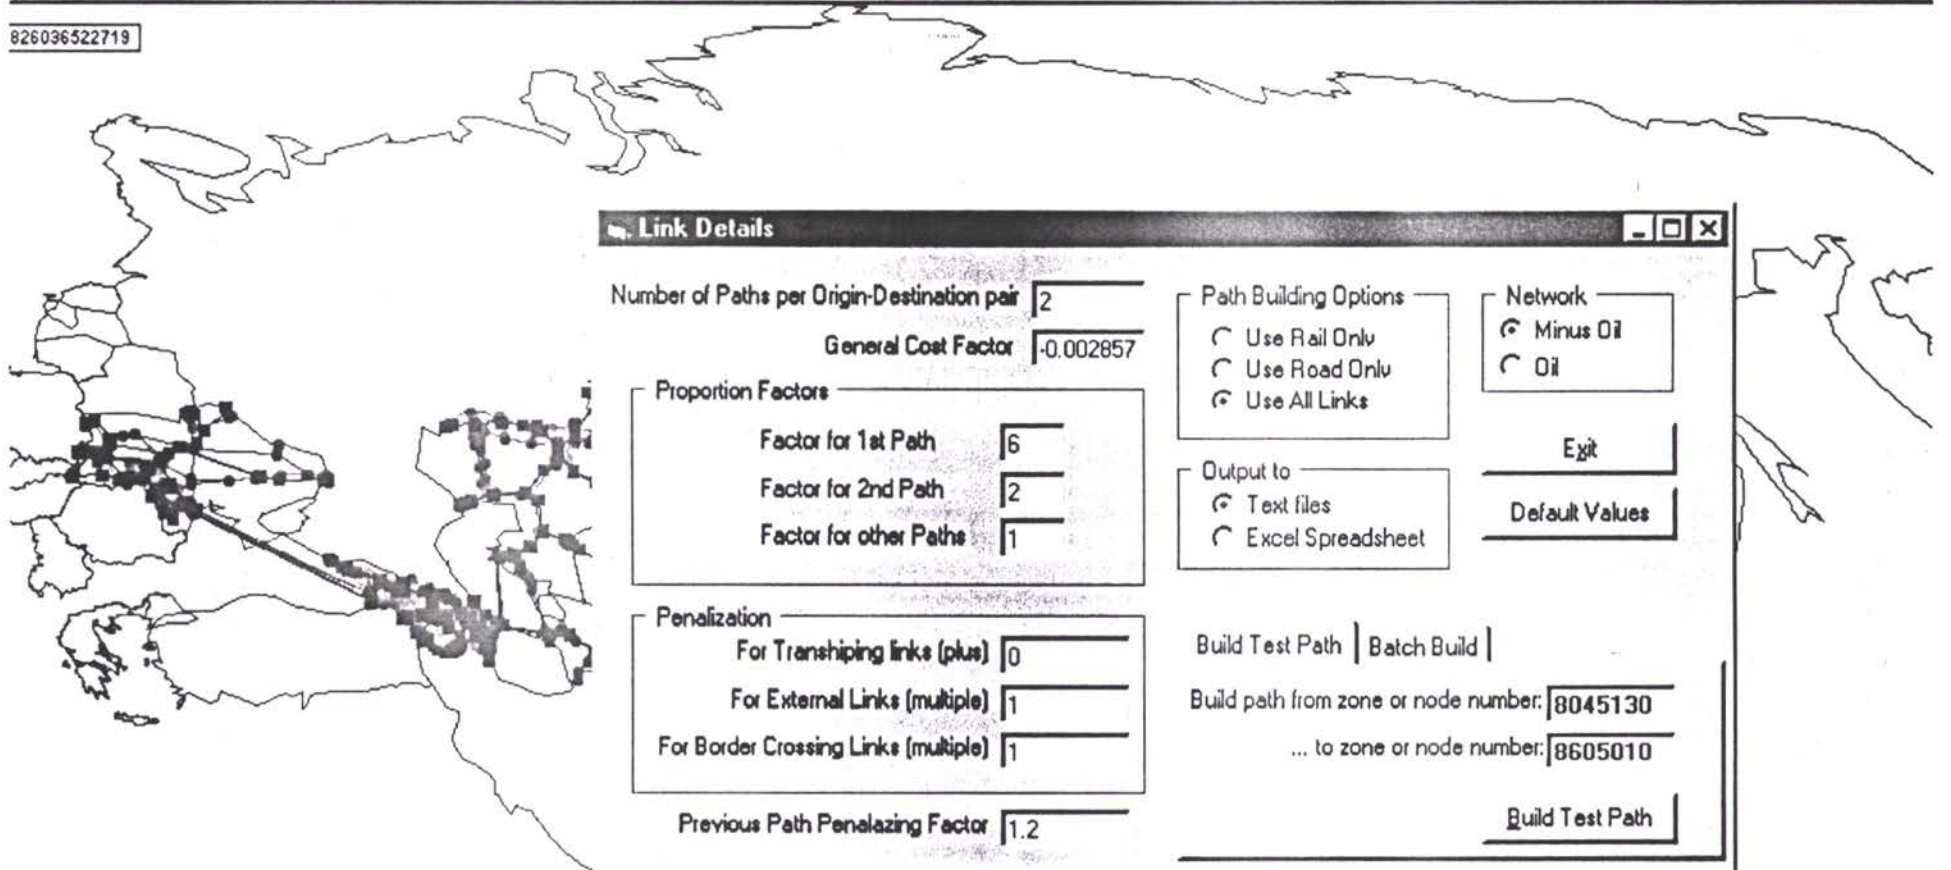 826036522719
Link Details
Number of Paths per Origin-Destination pair 2
General Cost Factor -0.002857
Proportion Factors
Factor for 1st Path 6
Factor for 2nd Path 2
Factor for other Paths 1
Penalization
For Transhiping links (plus) 0
For External Links (multiple) 1
For Border Crossing Links (multiple) 1
Previous Path Penalazing Factor 1.2
Path Building Options
Use Rail Only
Use Road Only
Use All Links
Network
Minus Oil
Oil
Exit
Default Values
Output to
Text files
Excel Spreadsheet
Build Test Path Batch Build
Build path from zone or node number: 8045130
... to zone or node number: 8605010
Build Test Path